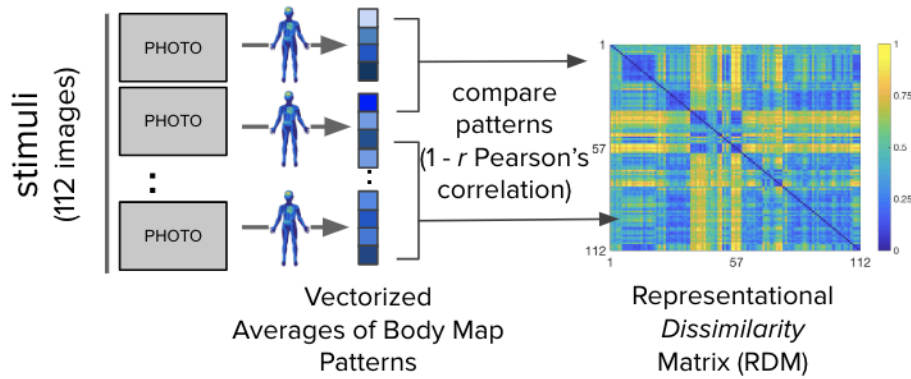 stimuli
(112 images)
PHOTO
PHOTO
:
PHOTO
:
compare
patterns
(1 - r Pearson's
correlation)
Vectorized
Averages of Body Map
Patterns
1
57
112
1
57
112
1
0.75
0.5
0.25
0
Representational
Dissimilarity
Matrix (RDM)